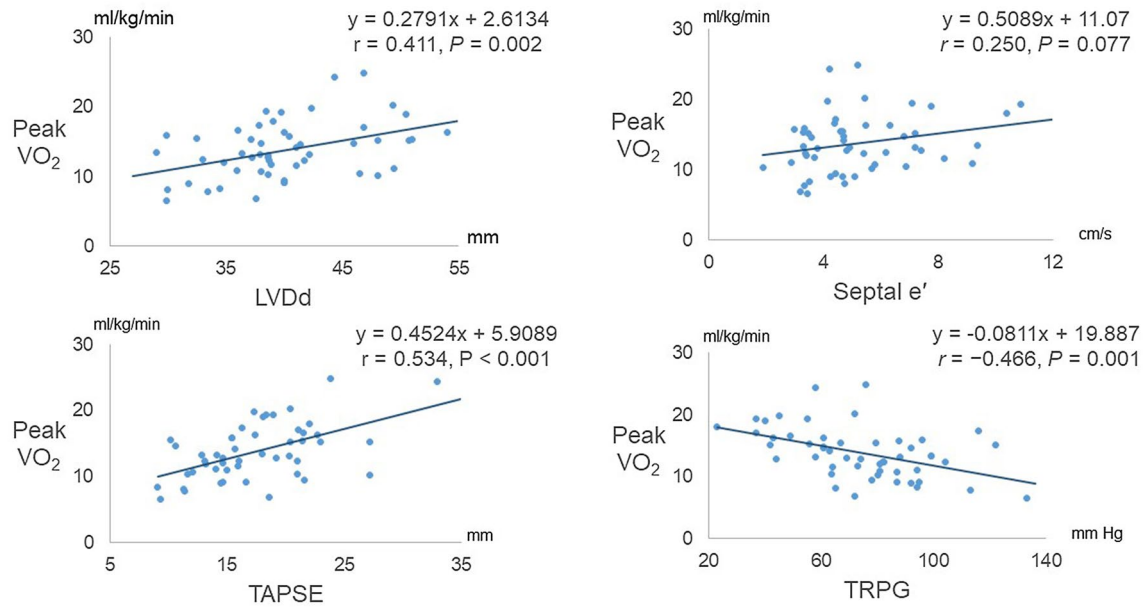 ml/kg/min
y = 0.2791x + 2.6134
r = 0.411, P = 0.002
30
20
Peak
VO2
10
0
mm
25 35 45 55
LVDd
ml/kg/min
y = 0.5089x + 11.07
r = 0.250, P = 0.077
30
20
Peak
VO2
10
0
cm/s
0 4 8 12
Septal e′
ml/kg/min
y = 0.4524x + 5.9089
r = 0.534, P < 0.001
30
20
Peak
VO2
10
0
mm
5 15 25 35
TAPSE
ml/kg/min
y = -0.0811x + 19.887
r = −0.466, P = 0.001
30
20
Peak
VO2
10
0
mm Hg
20 60 100 140
TRPG